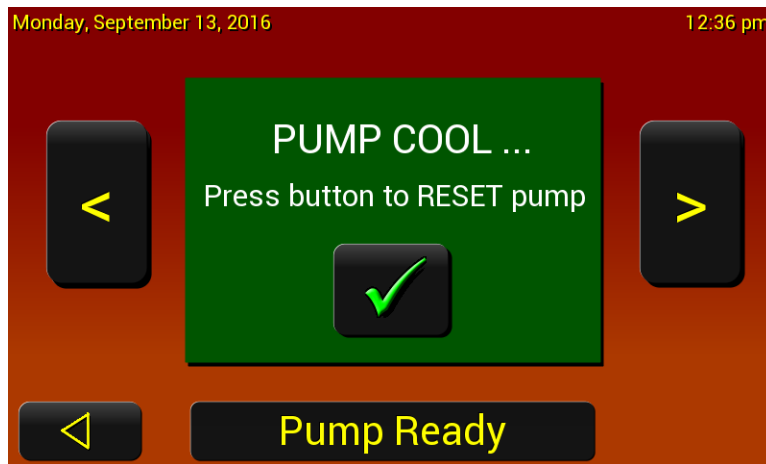 Monday, September 13, 2016
12:36 pm
PUMP COOL ...
Press button to RESET pump
<
>
Pump Ready